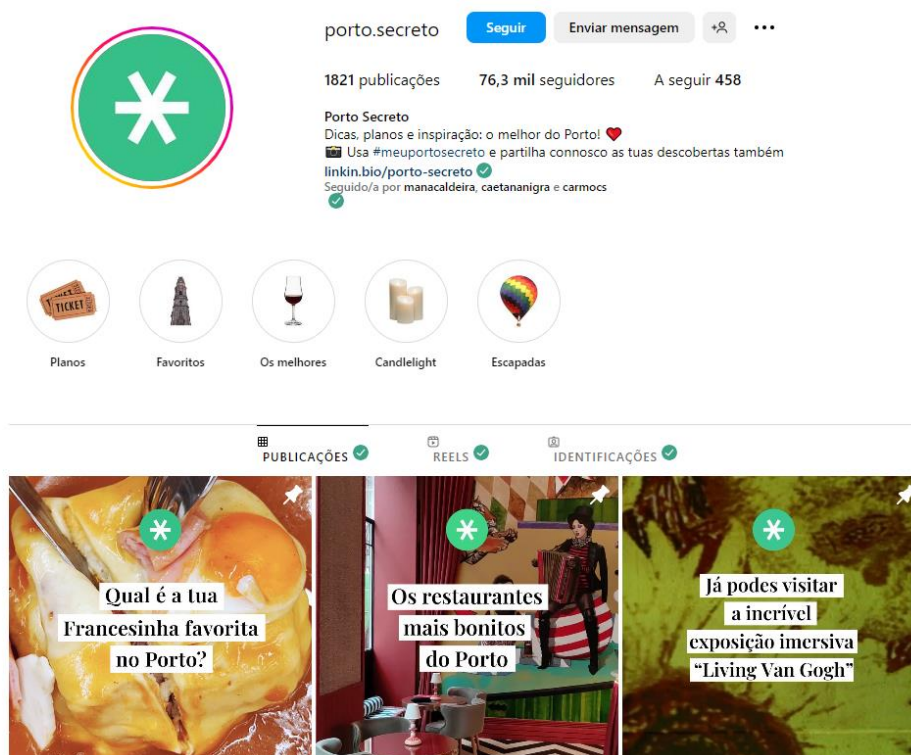 porto.secreto Seguir Enviar mensagem
1821 publicações 76,3 mil seguidores A seguir 458
Porto Secreto
Dicas, planos e inspiração: o melhor do Porto! ❤️
📷 Usa #meuportosecreto e partilha connosco as tuas descobertas também
linkin.bio/porto-secreto
Seguido/a por manacaldeira, caetananigra e carmocs
TICKET
Planos Favoritos Os melhores Candlelight Escapadas
PUBLICAÇÕES REELS IDENTIFICAÇÕES
Qual é a tua
Francesinha favorita
no Porto?
Os restaurantes
mais bonitos
do Porto
Já podes visitar
a incrível
exposição imersiva
“Living Van Gogh”